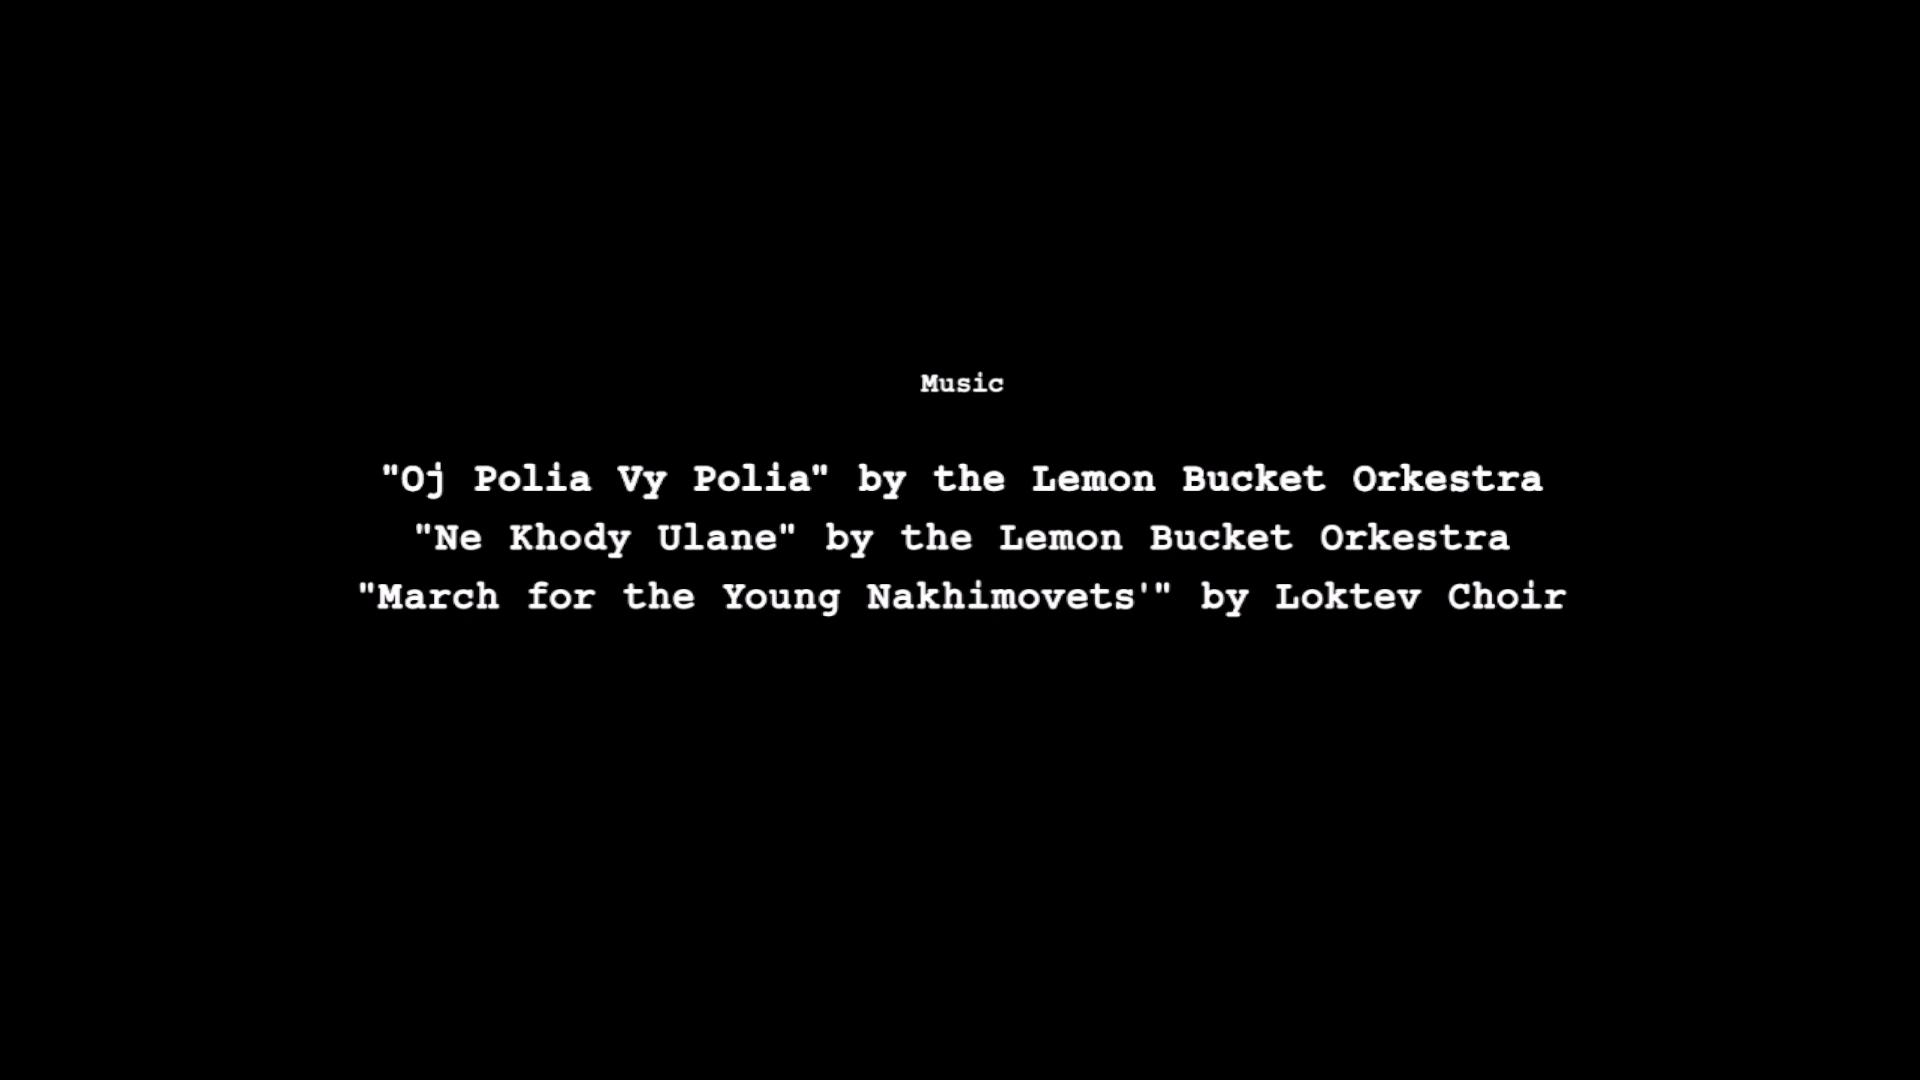 Music
"Oj Polia Vy Polia" by the Lemon Bucket Orkestra
"Ne Khody Ulane" by the Lemon Bucket Orkestra
"March for the Young Nakhimovets'" by Loktev Choir